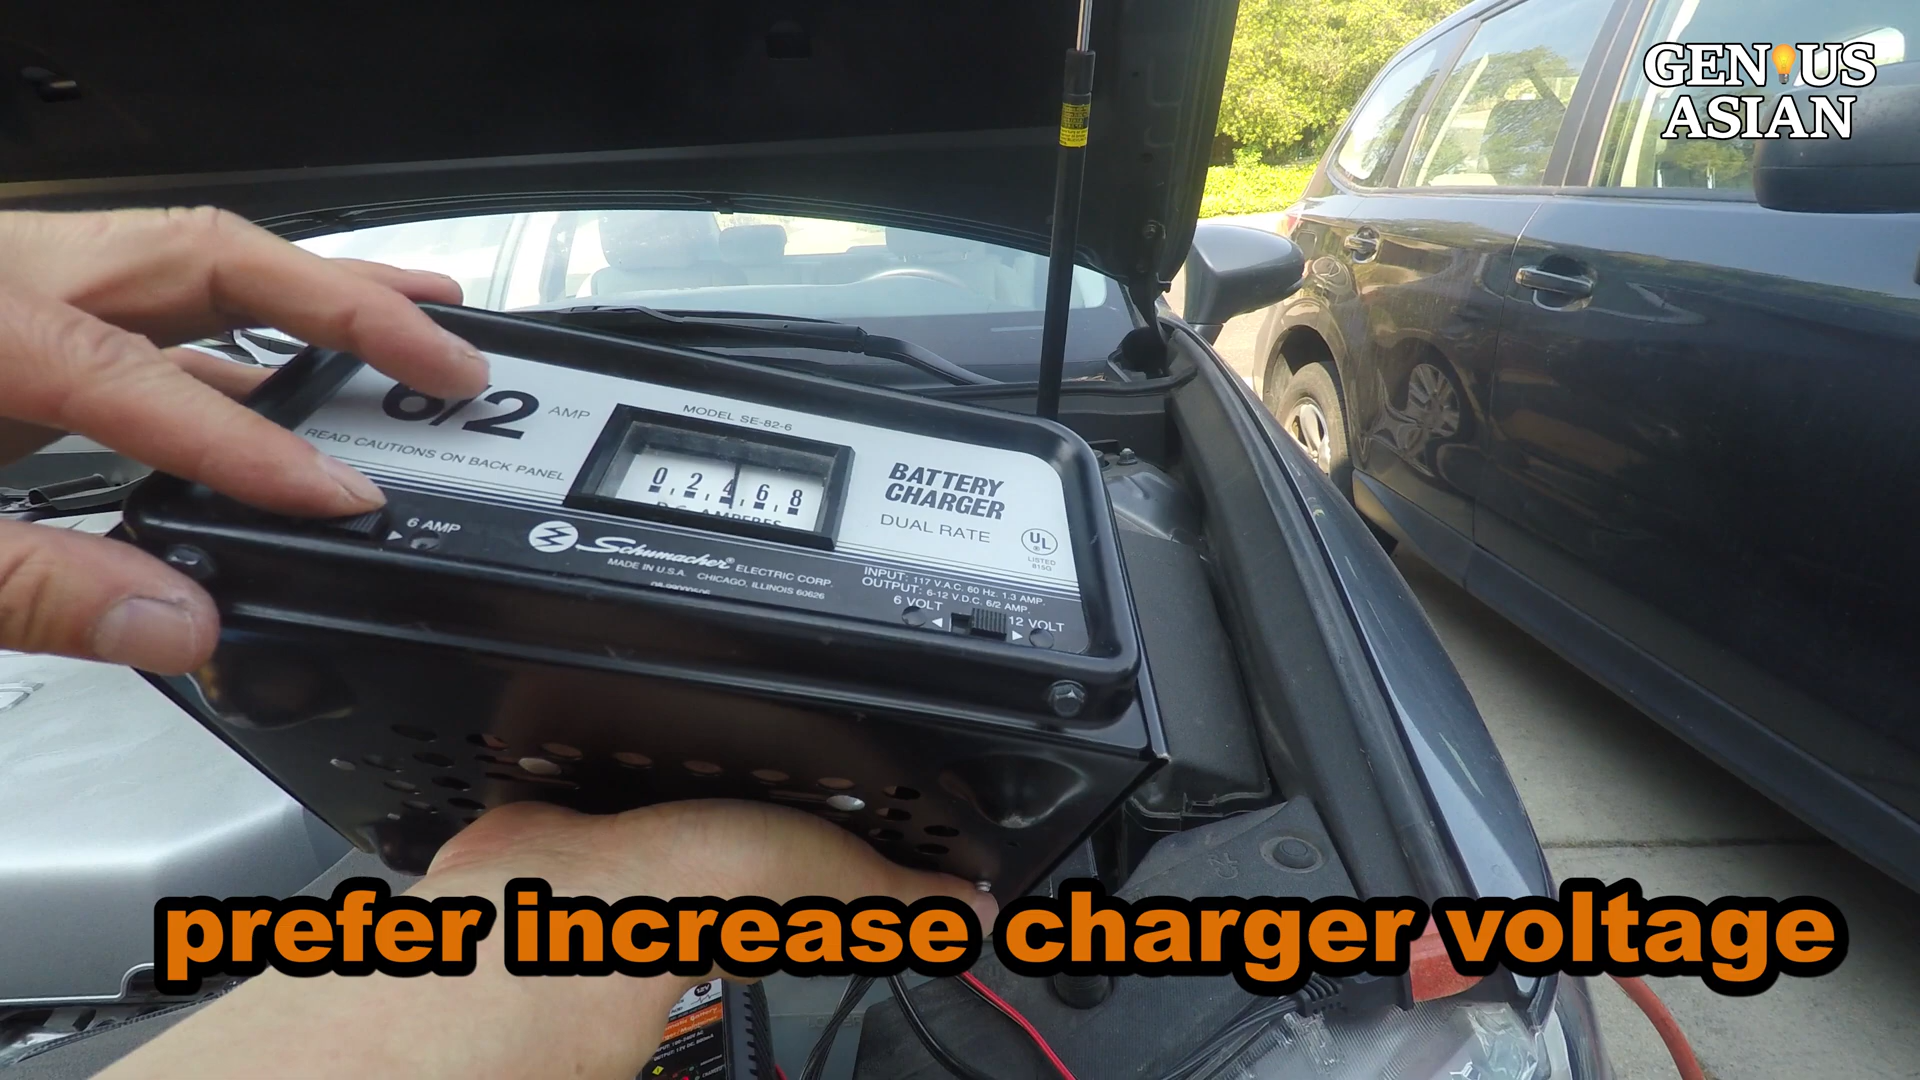 GENIUS
ASIAN
6/2 AMP
MODEL SE-82-6
READ CAUTIONS ON BACK PANEL
0 2 4 6 8
D.C. AMPERES
BATTERY
CHARGER
DUAL RATE
UL
LISTED
6 AMP
Schumacher® ELECTRIC CORP.
MADE IN U.S.A. CHICAGO, ILLINOIS 60626
INPUT: 117 V.A.C. 60 Hz. 1.3 AMP.
OUTPUT: 6-12 V.D.C. 6/2 AMP.
6 VOLT
12 VOLT
prefer increase charger voltage
12V